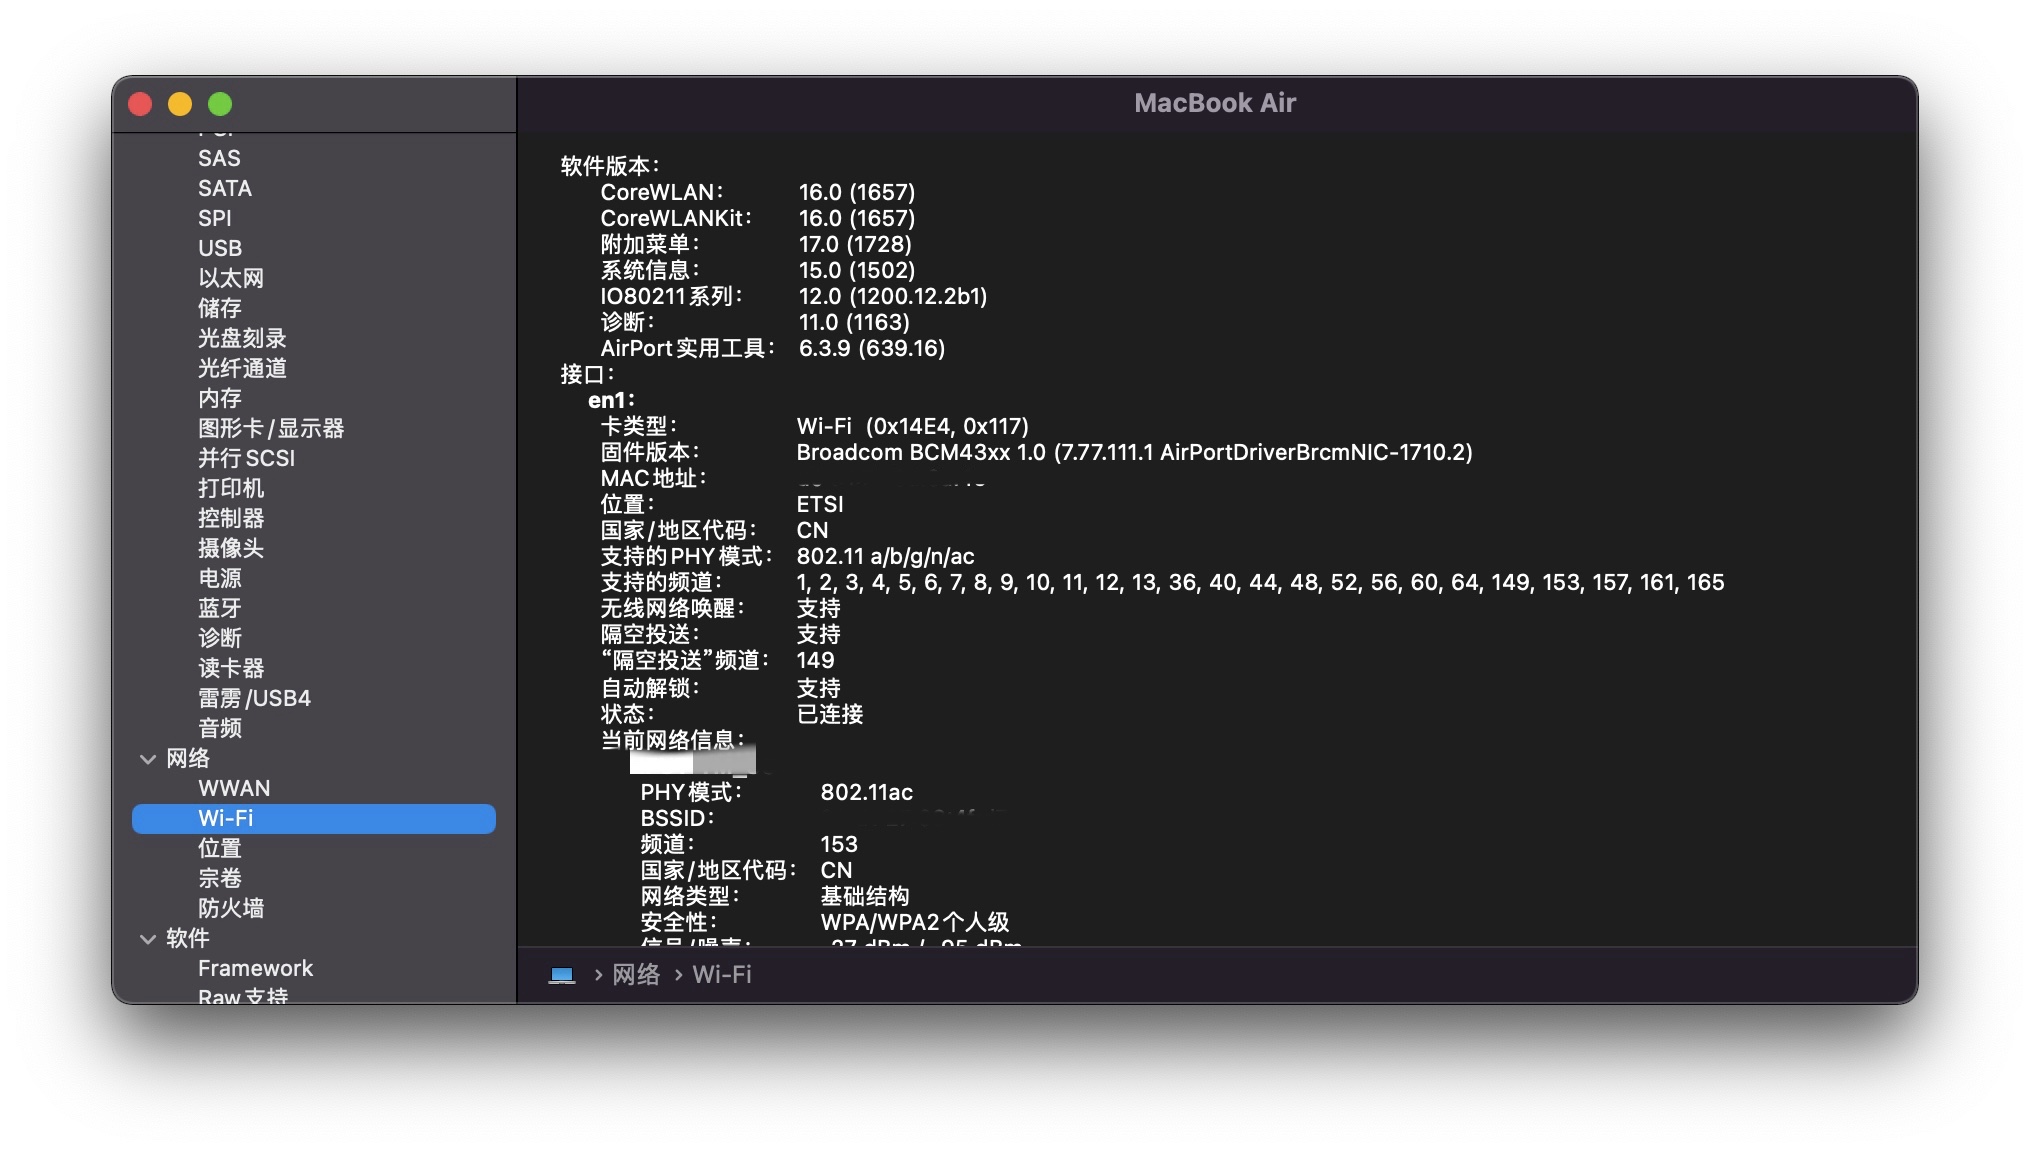 MacBook Air
SAS
SATA
SPI
USB
以太网
储存
光盘刻录
光纤通道
内存
图形卡/显示器
并行SCSI
打印机
控制器
摄像头
电源
蓝牙
诊断
读卡器
雷雳/USB4
音频
网络
WWAN
Wi-Fi
位置
宗卷
防火墙
软件
Framework
Raw支持
软件版本:
CoreWLAN: 16.0 (1657)
CoreWLANKit: 16.0 (1657)
附加菜单: 17.0 (1728)
系统信息: 15.0 (1502)
IO80211系列: 12.0 (1200.12.2b1)
诊断: 11.0 (1163)
AirPort实用工具: 6.3.9 (639.16)
接口:
en1:
卡类型: Wi-Fi (0x14E4, 0x117)
固件版本: Broadcom BCM43xx 1.0 (7.77.111.1 AirPortDriverBrcmNIC-1710.2)
MAC地址:
位置: ETSI
国家/地区代码: CN
支持的PHY模式: 802.11 a/b/g/n/ac
支持的频道: 1, 2, 3, 4, 5, 6, 7, 8, 9, 10, 11, 12, 13, 36, 40, 44, 48, 52, 56, 60, 64, 149, 153, 157, 161, 165
无线网络唤醒: 支持
隔空投送: 支持
“隔空投送”频道: 149
自动解锁: 支持
状态: 已连接
当前网络信息:
PHY模式: 802.11ac
BSSID:
频道: 153
国家/地区代码: CN
网络类型: 基础结构
安全性: WPA/WPA2个人级
信号/噪声: -27 dBm / -95 dBm
› 网络 › Wi-Fi